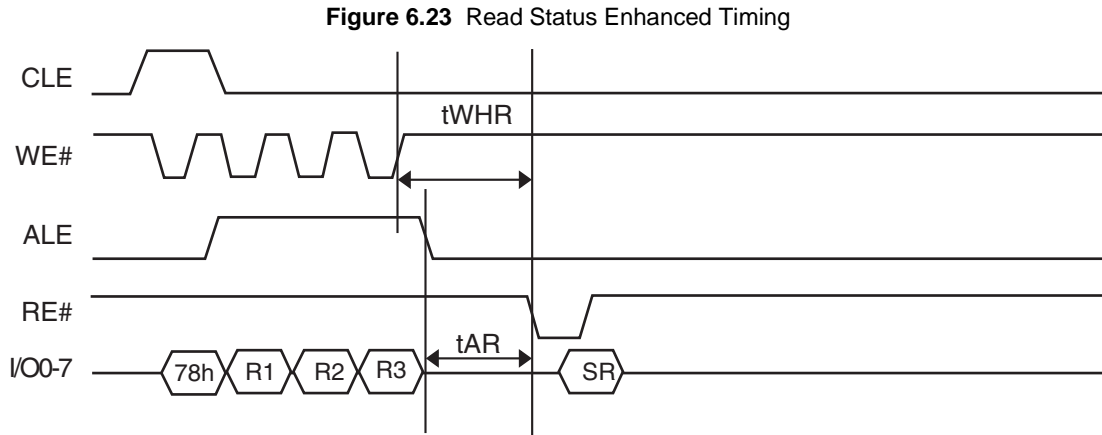 Figure 6.23 Read Status Enhanced Timing
CLE
tWHR
WE#
ALE
RE#
tAR
I/O0-7 78h R1 R2 R3 SR